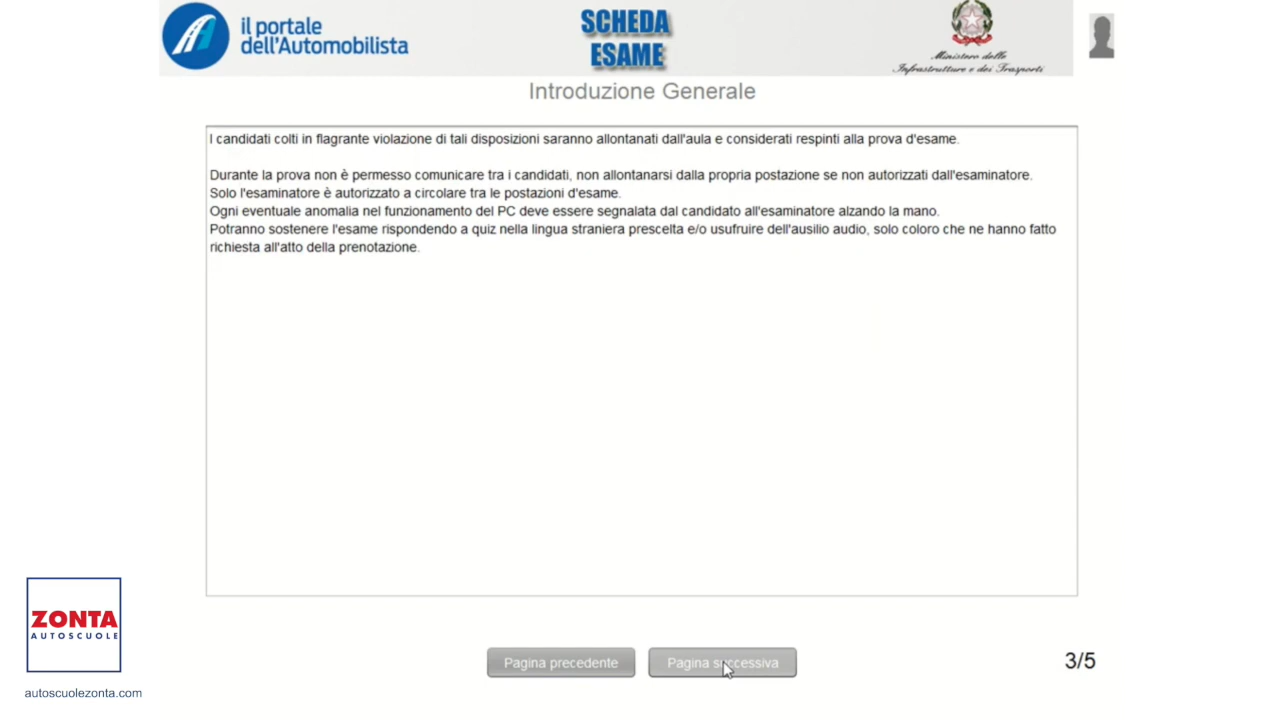 il portale
dell'Automobilista
SCHEDA
ESAME
Ministero delle
Infrastrutture e dei Trasporti
Introduzione Generale
I candidati colti in flagrante violazione di tali disposizioni saranno allontanati dall'aula e considerati respinti alla prova d'esame.
Durante la prova non è permesso comunicare tra i candidati, non allontanarsi dalla propria postazione se non autorizzati dall'esaminatore.
Solo l'esaminatore è autorizzato a circolare tra le postazioni d'esame.
Ogni eventuale anomalia nel funzionamento del PC deve essere segnalata dal candidato all'esaminatore alzando la mano.
Potranno sostenere l'esame rispondendo a quiz nella lingua straniera prescelta e/o usufruire dell'ausilio audio, solo coloro che ne hanno fatto
richiesta all'atto della prenotazione.
Pagina precedente
Pagina successiva
3/5
ZONTA
AUTOSCUOLE
autoscuolezonta.com